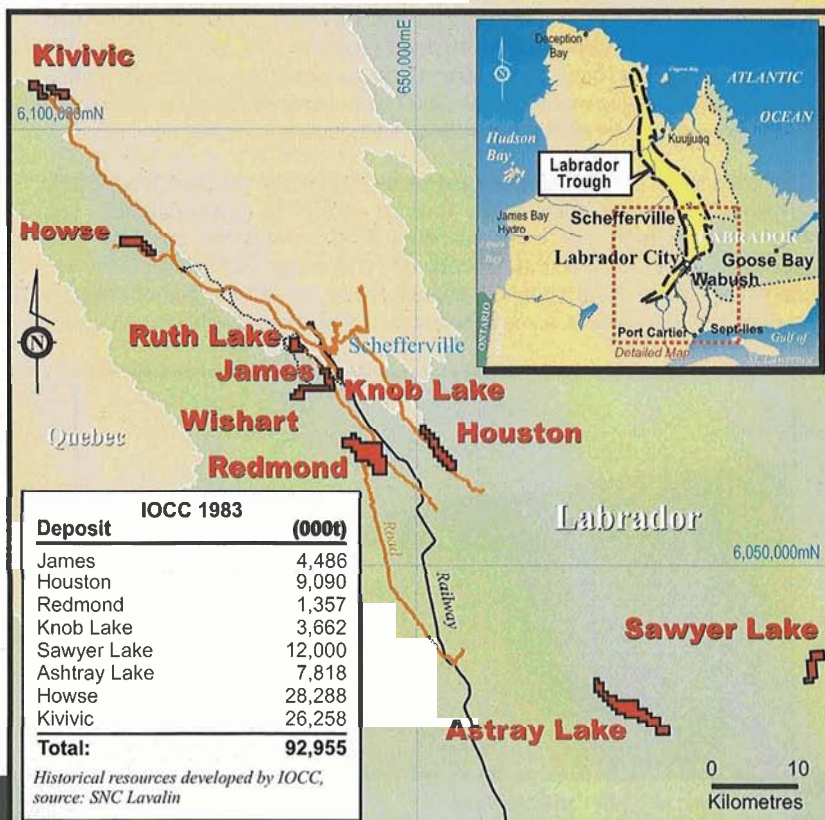 Kivivic
6,100,000mN
650,000mE
Howse
N
Ruth Lake
Schefferville
James
Knob Lake
Wishart
Houston
Quebec
Redmond
Labrador
Road
Railway
6,050,000mN
Sawyer Lake
Astray Lake
0 10
Kilometres
IOCC 1983
Deposit (000t)
James 4,486
Houston 9,090
Redmond 1,357
Knob Lake 3,662
Sawyer Lake 12,000
Ashtray Lake 7,818
Howse 28,288
Kivivic 26,258
Total: 92,955
Historical resources developed by IOCC,
source: SNC Lavalin
Deception
Bay
N
ATLANTIC
OCEAN
Hudson
Bay
Kuujjuaq
Labrador
Trough
Schefferville
James Bay
Hydro
LABRADOR
Labrador City
Goose Bay
Wabush
ONTARIO
Port Cartier
Sept-Iles
Gulf of
St. Lawrence
Detailed Map